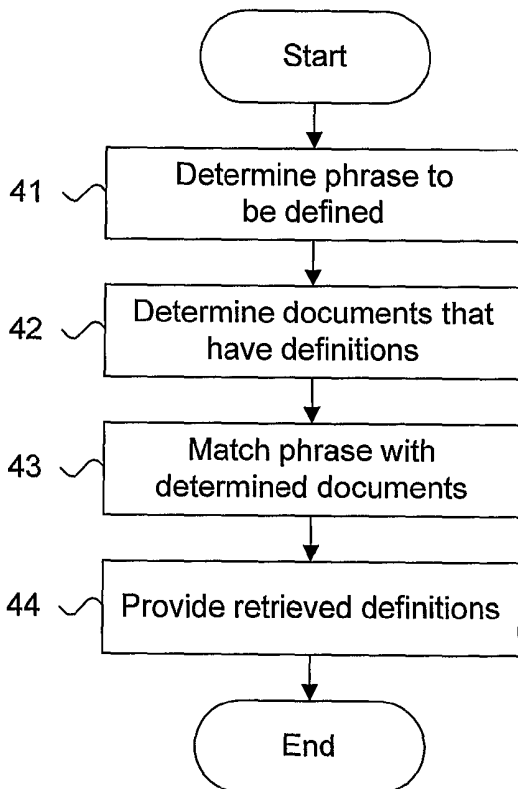 Start
41
Determine phrase to
be defined
42
Determine documents that
have definitions
43
Match phrase with
determined documents
44
Provide retrieved definitions
End